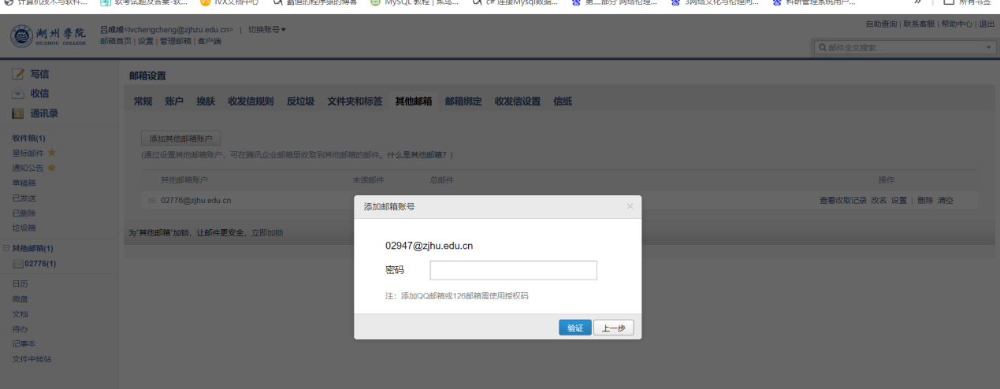 计算机技术与软件... 软考试题及答案-软... IVX文档中心 霸道的程序猿的博客 MySQL 教程 | 菜鸟... c# 连接Mysql数据... 第二部分 网络伦理... 3网络文化与伦理问... 科研管理系统用户... » 所有书签
湖州学院
HUZHOU COLLEGE
吕成成<lvchengcheng@zjhzu.edu.cn> | 切换账号
邮箱首页 | 设置 | 管理邮箱 | 客户端
自助查询 | 联系客服 | 帮助中心 | 退出
邮件全文搜索...
写信
收信
通讯录
收件箱(1)
星标邮件
通知公告
草稿箱
已发送
已删除
垃圾箱
其他邮箱(1)
02776(1)
日历
微盘
文档
待办
记事本
文件中转站
邮箱设置
常规 账户 换肤 收发信规则 反垃圾 文件夹和标签 其他邮箱 邮箱绑定 收发信设置 信纸
添加其他邮箱账户
(通过设置其他邮箱账户，可在腾讯企业邮箱里收取到其他邮箱的邮件。什么是其他邮箱？)
其他邮箱账户 未读邮件 总邮件 操作
02776@zjhu.edu.cn 查看收取记录 改名 设置 | 删除 清空
为"其他邮箱"加锁，让邮件更安全，立即加锁
添加邮箱账号 ×
02947@zjhu.edu.cn
密码
注：添加QQ邮箱或126邮箱需使用授权码
验证 上一步